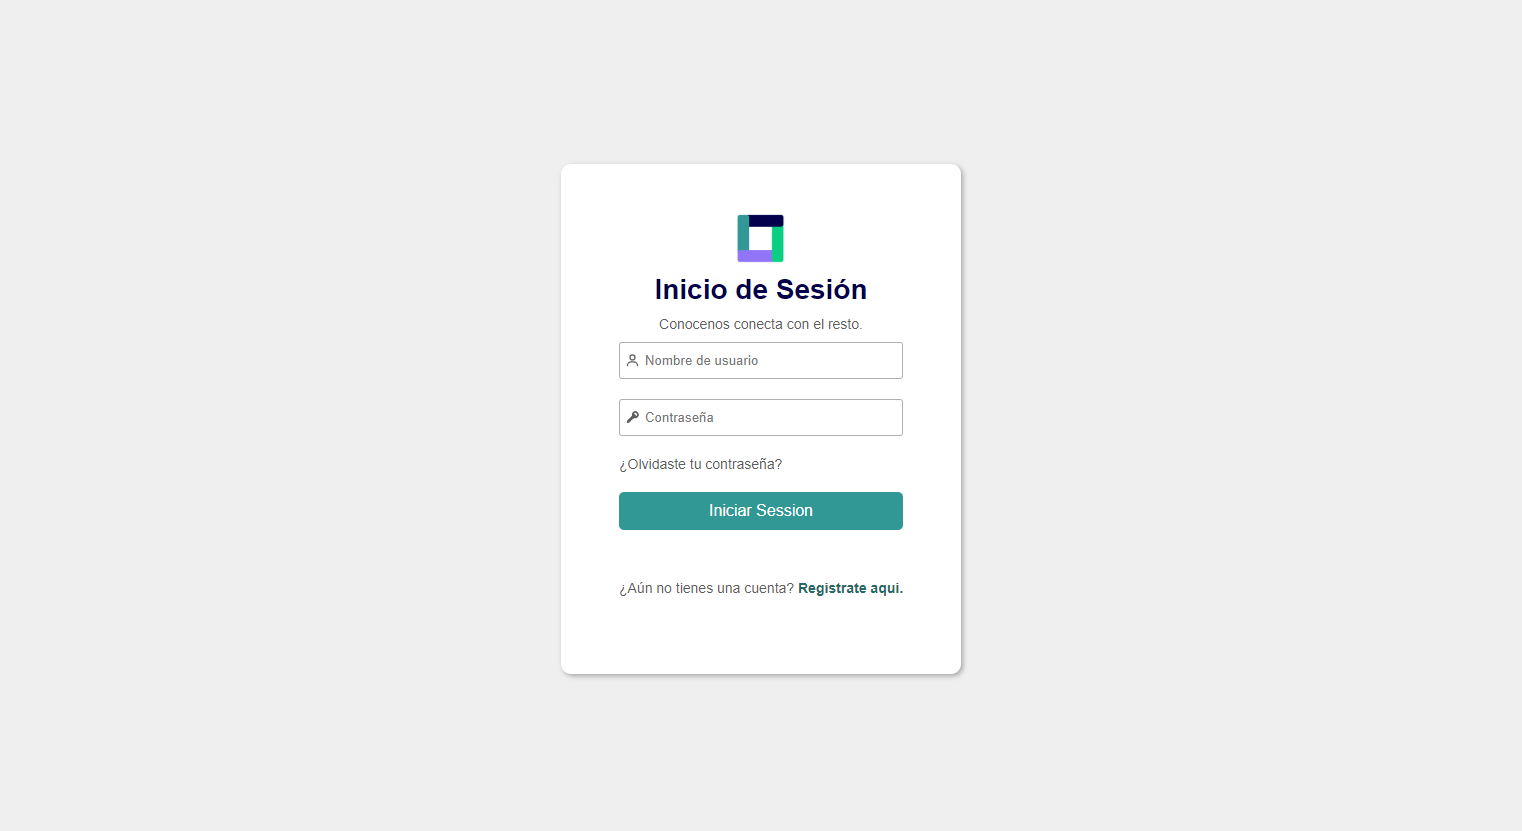 Inicio de Sesión
Conocenos conecta con el resto.
Nombre de usuario
Contraseña
¿Olvidaste tu contraseña?
Iniciar Session
¿Aún no tienes una cuenta? Registrate aqui.